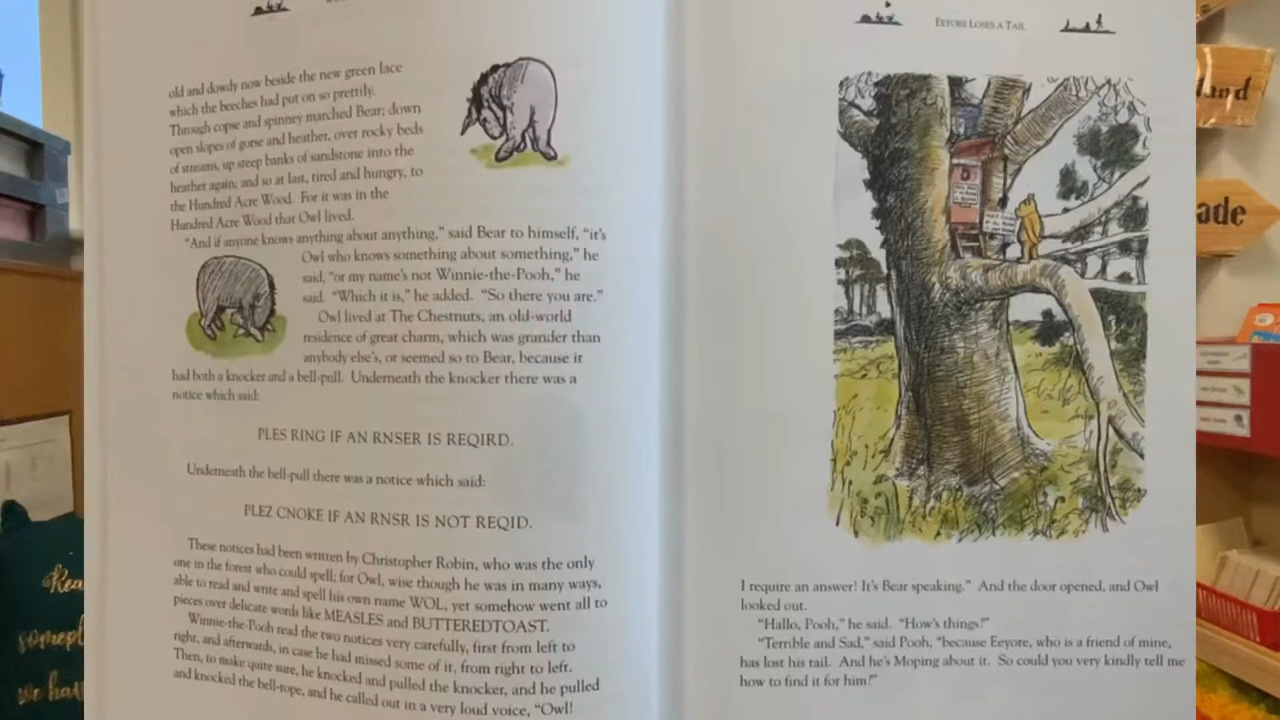 old and dowdy now beside the new green lace
which the beeches had put on so prettily.
Through copse and spinney marched Bear; down
open slopes of gorse and heather, over rocky beds
of streams, up steep banks of sandstone into the
heather again; and so at last, tired and hungry, to
the Hundred Acre Wood. For it was in the
Hundred Acre Wood that Owl lived.
"And if anyone knows anything about anything," said Bear to himself, "it's
Owl who knows something about something," he
said, "or my name's not Winnie-the-Pooh," he
said. "Which it is," he added. "So there you are."
Owl lived at The Chestnuts, an old-world
residence of great charm, which was grander than
anybody else's, or seemed so to Bear, because it
had both a knocker and a bell-pull. Underneath the knocker there was a
notice which said:
PLES RING IF AN RNSER IS REQIRD.
Underneath the bell-pull there was a notice which said:
PLEZ CNOKE IF AN RNSR IS NOT REQID.
These notices had been written by Christopher Robin, who was the only
one in the forest who could spell; for Owl, wise though he was in many ways,
able to read and write and spell his own name WOL, yet somehow went all to
pieces over delicate words like MEASLES and BUTTEREDTOAST.
Winnie-the-Pooh read the two notices very carefully, first from left to
right, and afterwards, in case he had missed some of it, from right to left.
Then, to make quite sure, he knocked and pulled the knocker, and he pulled
and knocked the bell-rope, and he called out in a very loud voice, "Owl!
EEYORE LOSES A TAIL
I require an answer! It's Bear speaking." And the door opened, and Owl
looked out.
"Hallo, Pooh," he said. "How's things?"
"Terrible and Sad," said Pooh, "because Eeyore, who is a friend of mine,
has lost his tail. And he's Moping about it. So could you very kindly tell me
how to find it for him?"
we